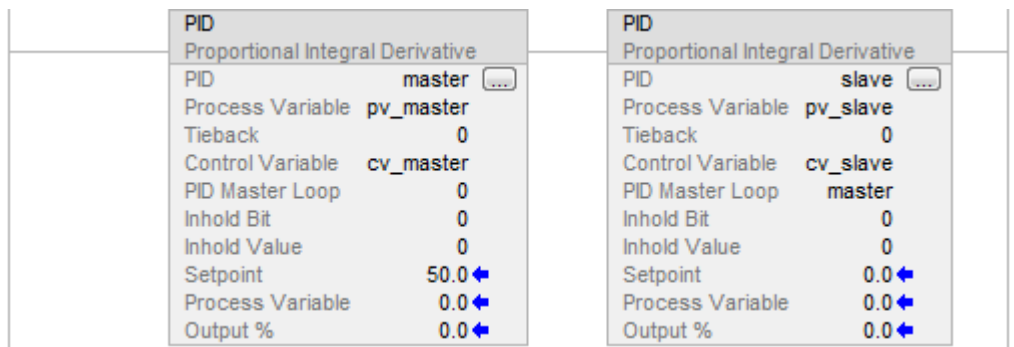 PID
Proportional Integral Derivative
PID master ...
Process Variable pv_master
Tieback 0
Control Variable cv_master
PID Master Loop 0
Inhold Bit 0
Inhold Value 0
Setpoint 50.0
Process Variable 0.0
Output % 0.0
PID
Proportional Integral Derivative
PID slave ...
Process Variable pv_slave
Tieback 0
Control Variable cv_slave
PID Master Loop master
Inhold Bit 0
Inhold Value 0
Setpoint 0.0
Process Variable 0.0
Output % 0.0